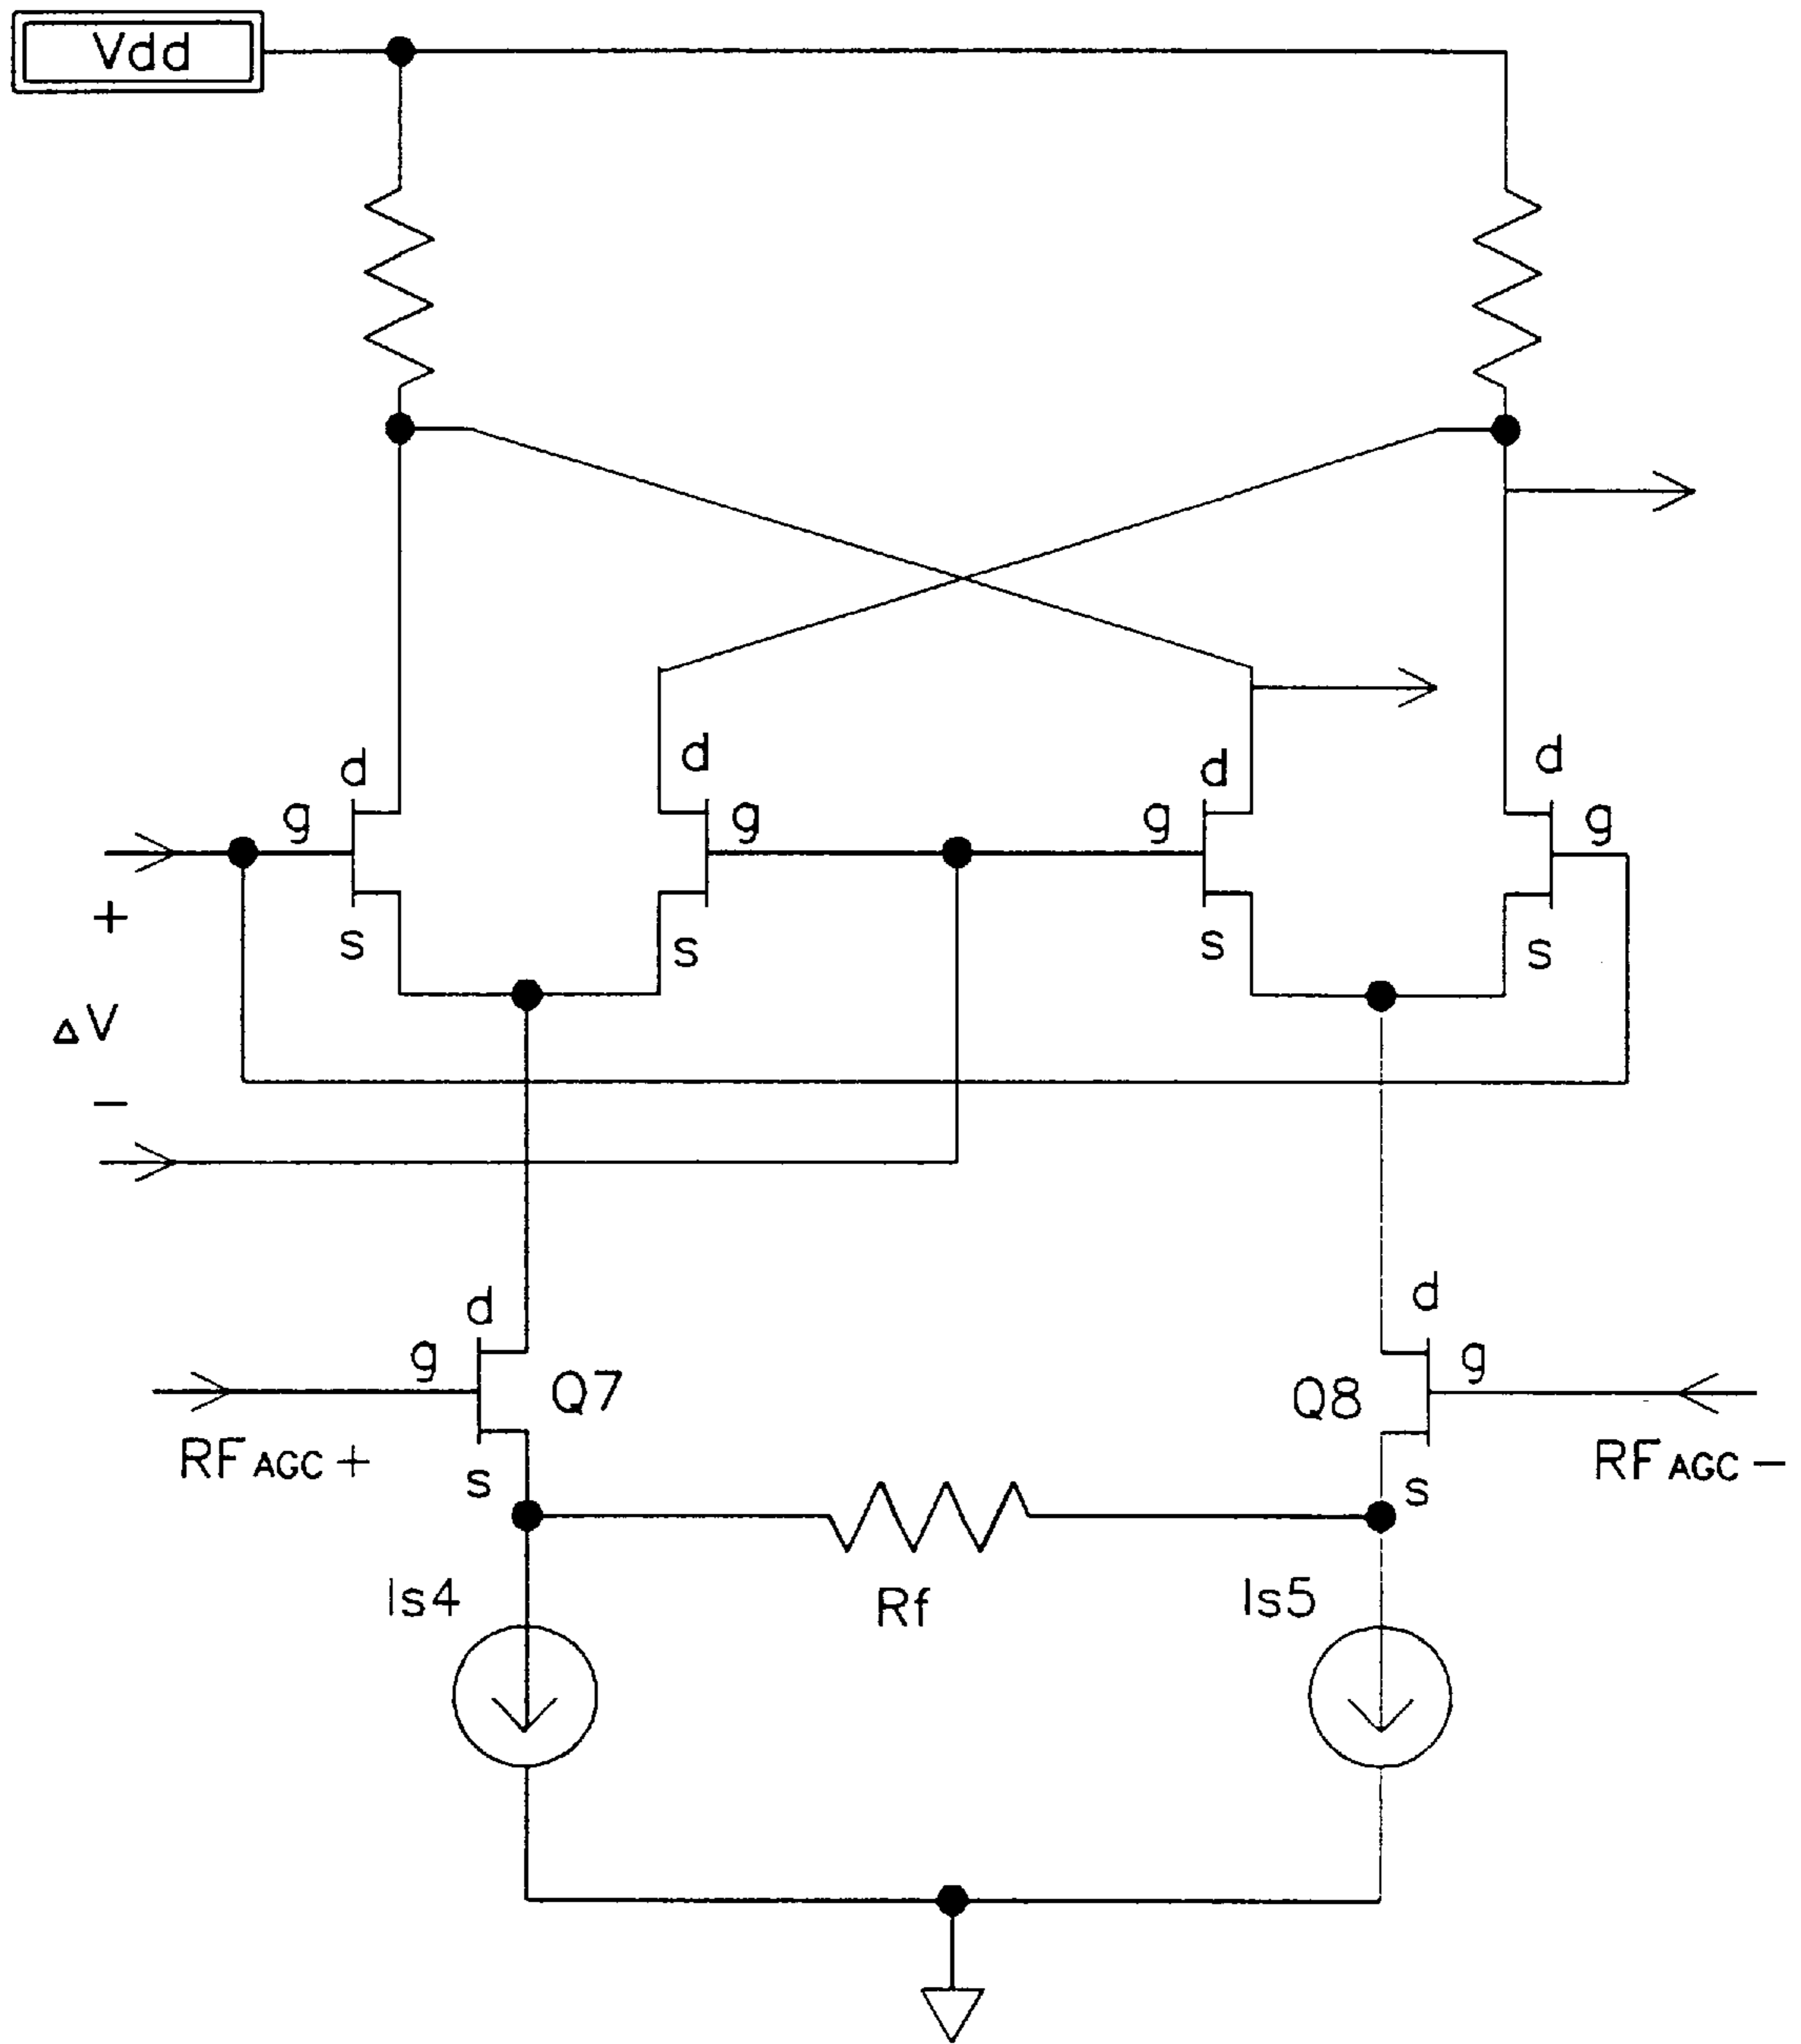 Vdd
d d d d
g g g g
+
s s s s
ΔV
−
d d
g Q7 Q8 g
RFAGC+ RFAGC−
s s
Is4 Rf Is5